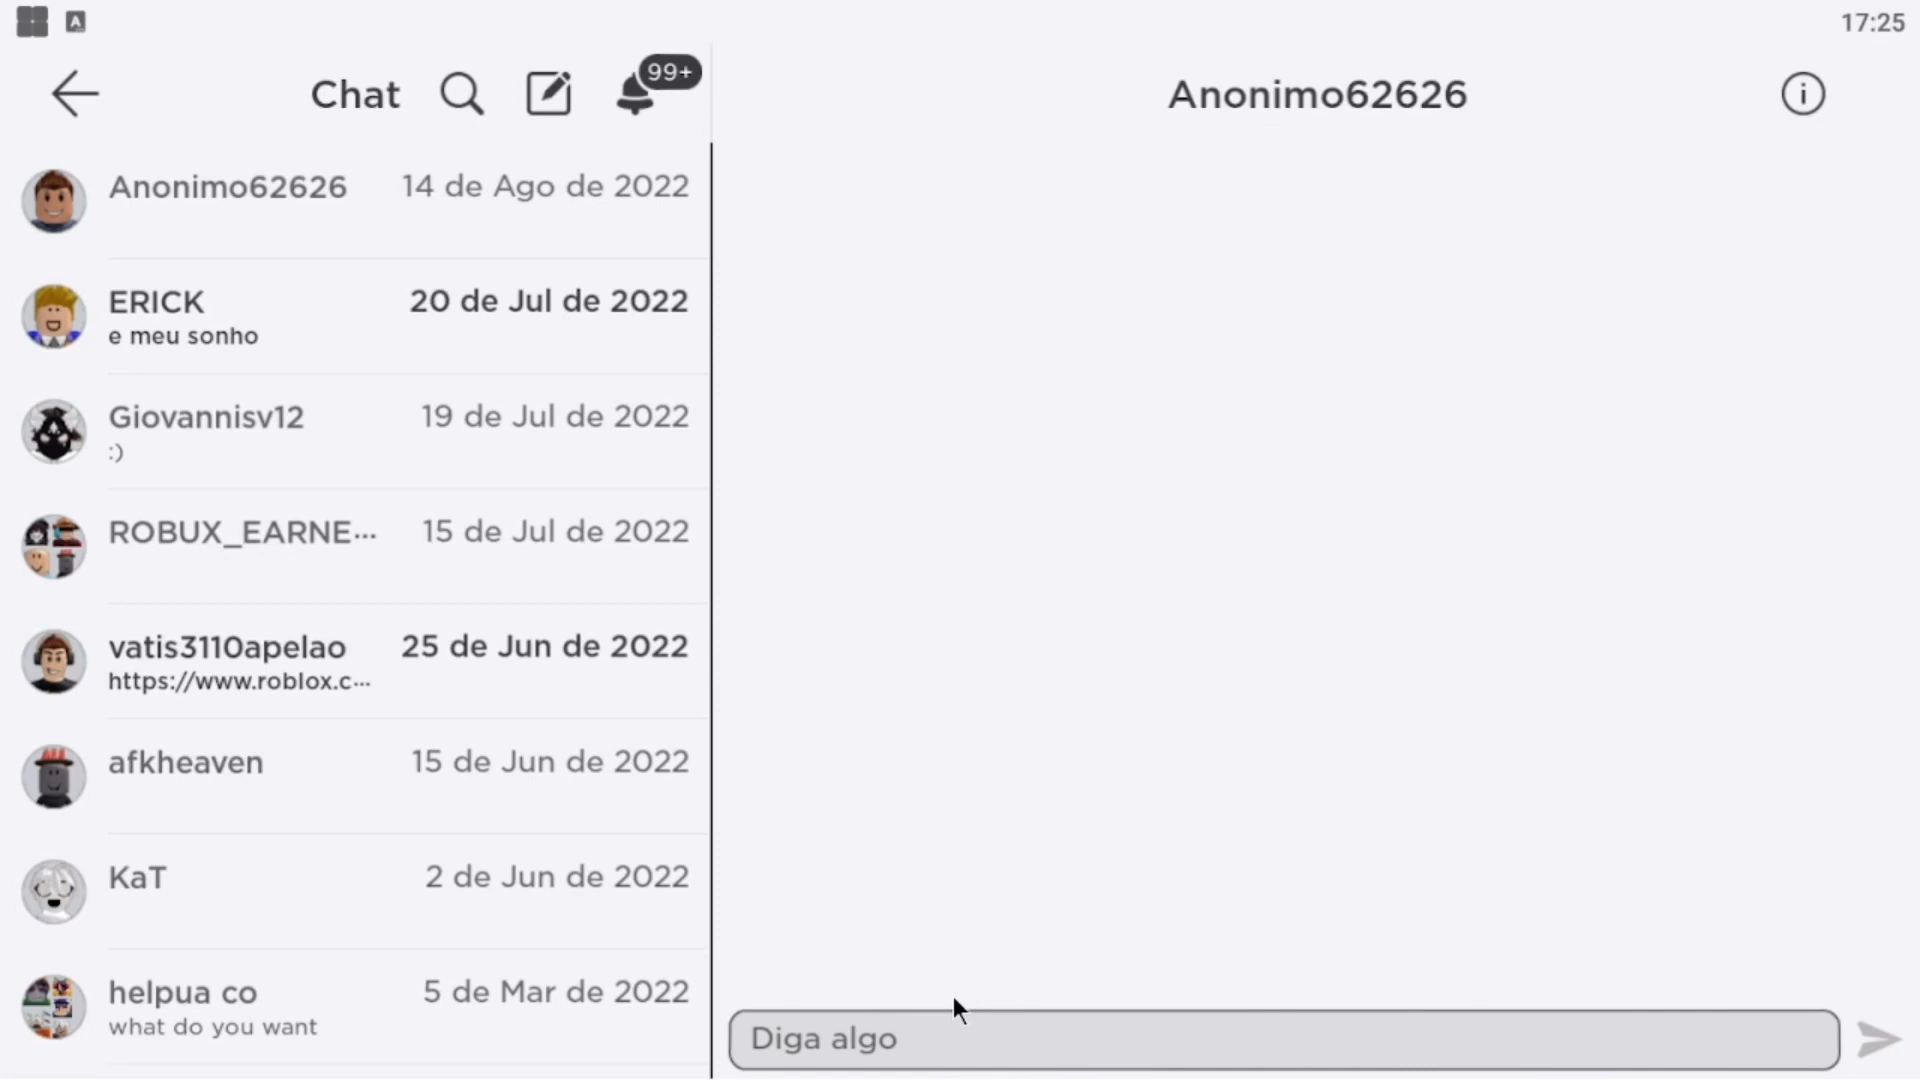 A
17:25
Chat
99+
Anonimo62626
Anonimo62626 14 de Ago de 2022
ERICK 20 de Jul de 2022
e meu sonho
Giovannisv12 19 de Jul de 2022
:)
ROBUX_EARNE... 15 de Jul de 2022
vatis3110apelao 25 de Jun de 2022
https://www.roblox.c...
afkheaven 15 de Jun de 2022
KaT 2 de Jun de 2022
helpua co 5 de Mar de 2022
what do you want
Diga algo